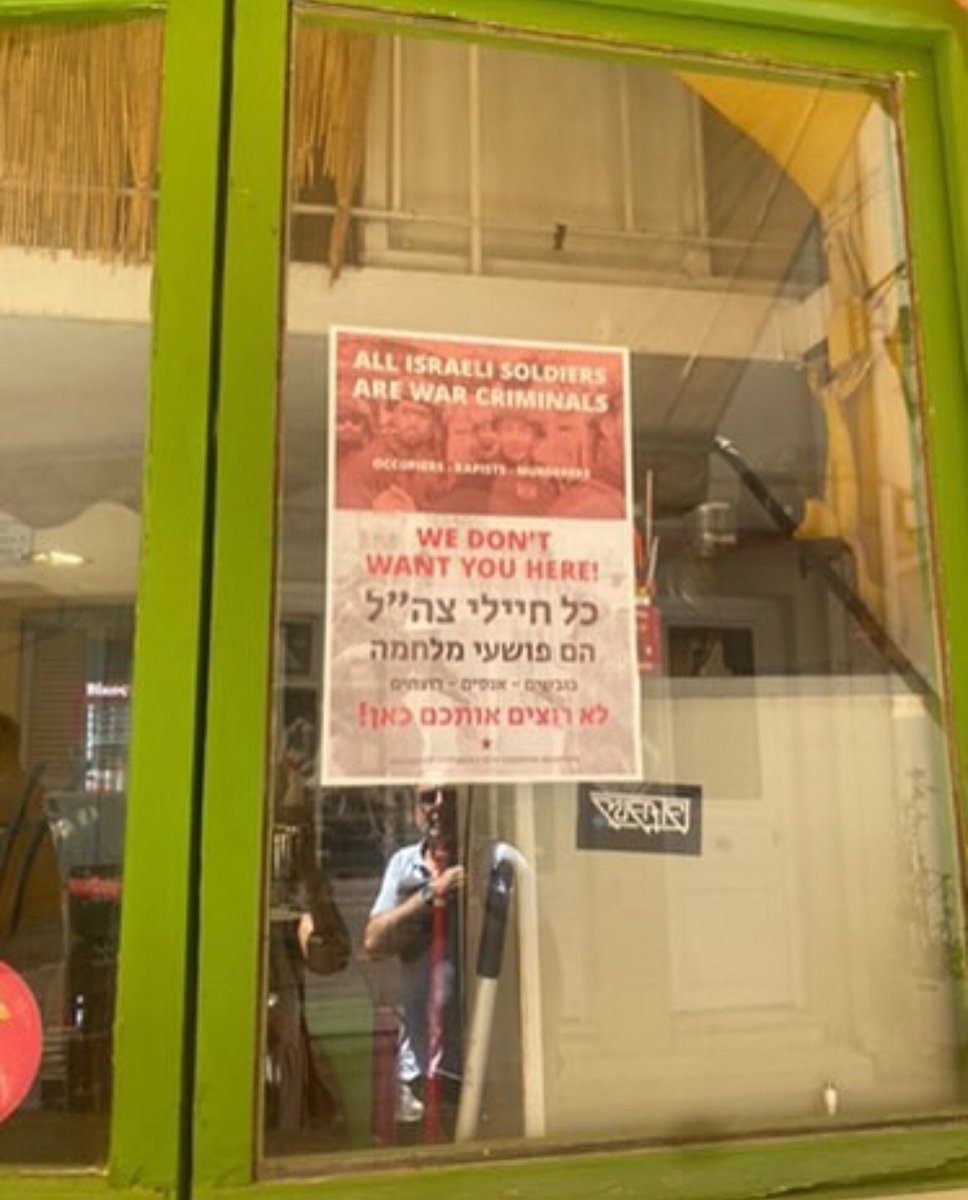 ALL ISRAELI SOLDIERS
ARE WAR CRIMINALS
OCCUPIERS - RAPISTS - MURDERERS
WE DON'T
WANT YOU HERE!
כל חיילי צה״ל
הם פושעי מלחמה
כובשים - אנסים - רוצחים
לא רוצים אותכם כאן!